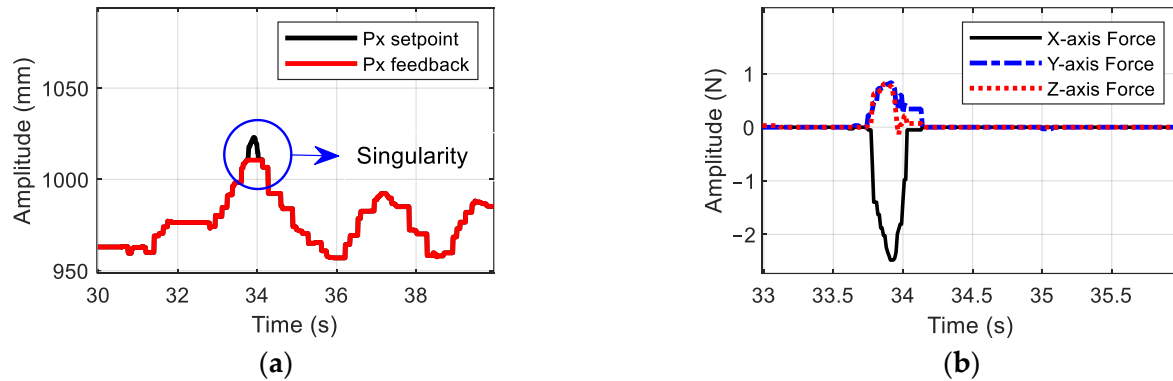 Px setpoint
Px feedback
1050
1000
950
Amplitude (mm)
Singularity
30
32
34
36
38
Time (s)
(a)
X-axis Force
Y-axis Force
Z-axis Force
1
0
−1
−2
Amplitude (N)
33
33.5
34
34.5
35
35.5
Time (s)
(b)